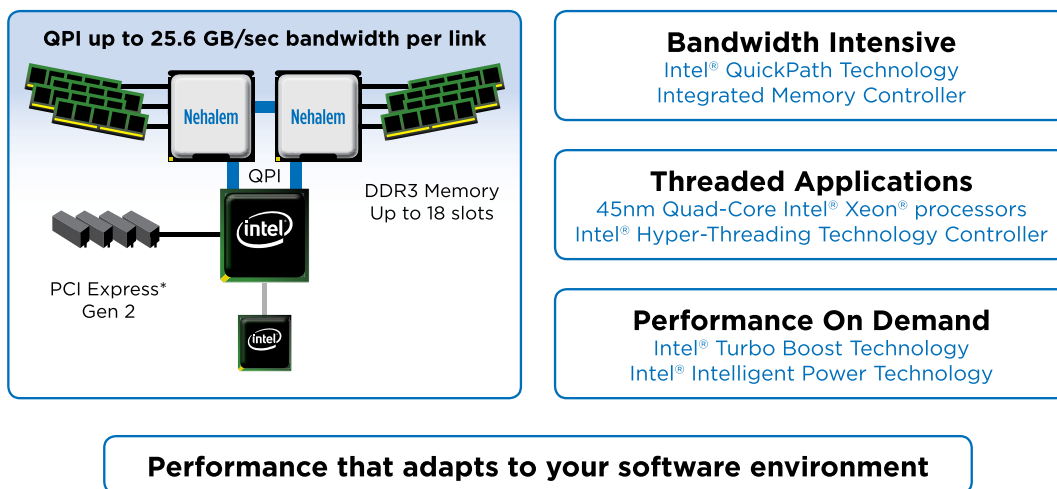 QPI up to 25.6 GB/sec bandwidth per link
Nehalem
Nehalem
QPI
DDR3 Memory
Up to 18 slots
intel®
PCI Express*
Gen 2
intel
Bandwidth Intensive
Intel® QuickPath Technology
Integrated Memory Controller
Threaded Applications
45nm Quad-Core Intel® Xeon® processors
Intel® Hyper-Threading Technology Controller
Performance On Demand
Intel® Turbo Boost Technology
Intel® Intelligent Power Technology
Performance that adapts to your software environment